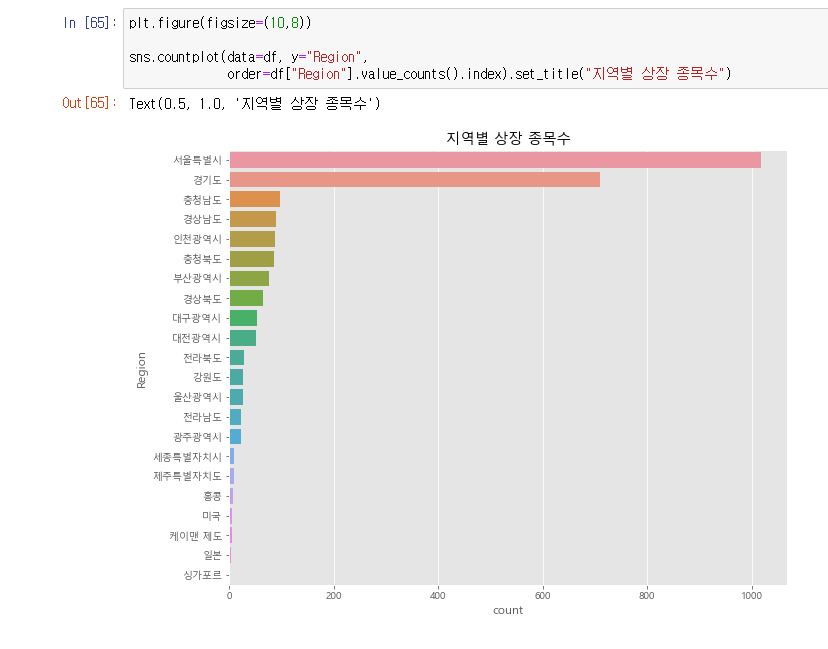 In [65]: plt.figure(figsize=(10,8))
sns.countplot(data=df, y="Region",
order=df["Region"].value_counts().index).set_title("지역별 상장 종목수")
Out[65]: Text(0.5, 1.0, '지역별 상장 종목수')
지역별 상장 종목수
서울특별시
경기도
충청남도
경상남도
인천광역시
충청북도
부산광역시
경상북도
대구광역시
대전광역시
전라북도
강원도
울산광역시
전라남도
광주광역시
세종특별자치시
제주특별자치도
홍콩
미국
케이맨 제도
일본
싱가포르
Region
0 200 400 600 800 1000
count